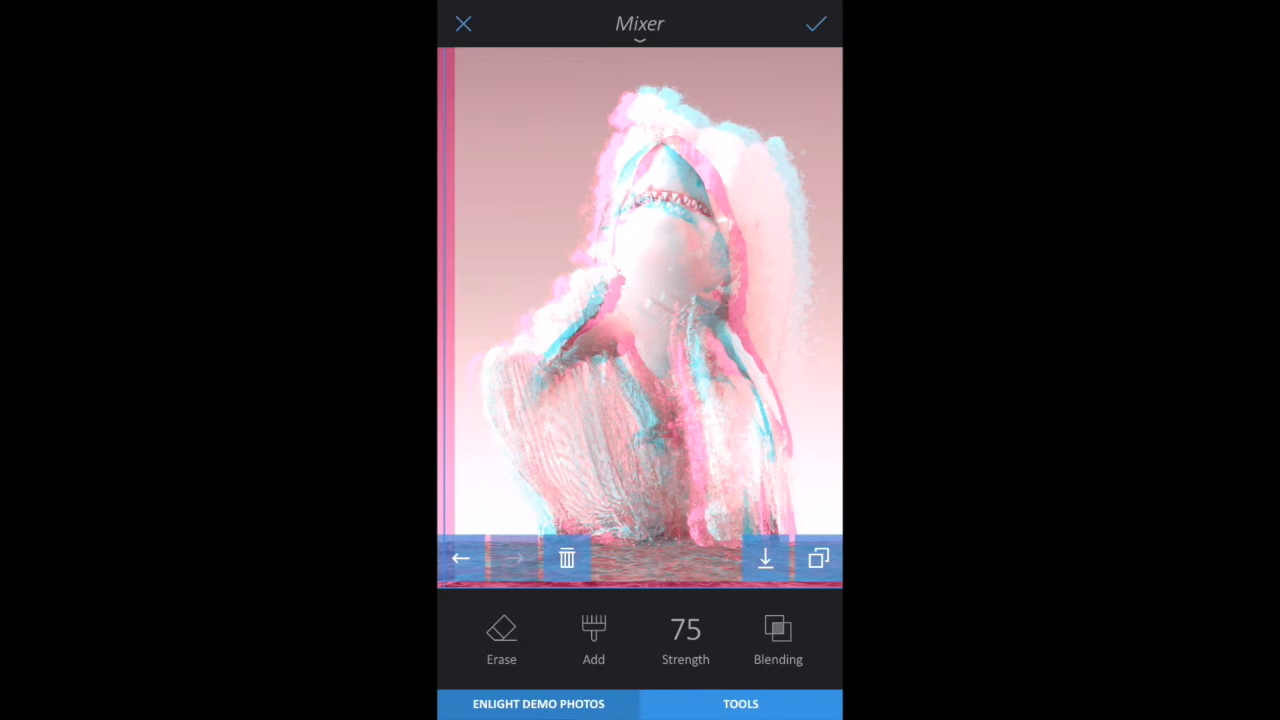 Mixer
75
Erase
Add
Strength
Blending
ENLIGHT DEMO PHOTOS
TOOLS